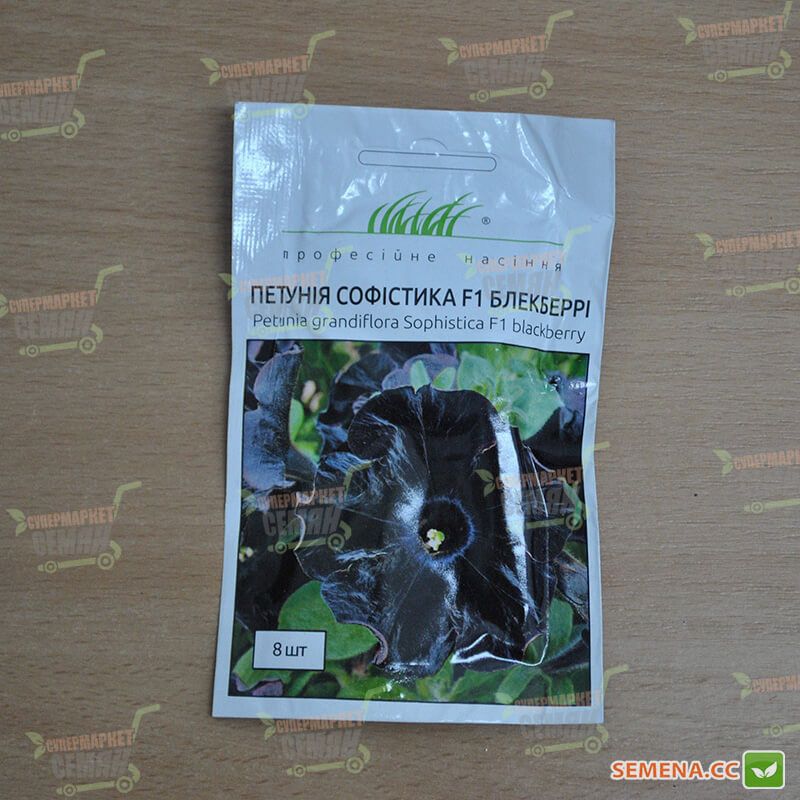 ®
професійне насіння
ПЕТУНІЯ СОФІСТИКА F1 БЛЕКБЕРРІ
Petunia grandiflora Sophistica F1 blackberry
8 шт
СУПЕРМАРКЕТ
СЕМЯН
SEMENA.CC